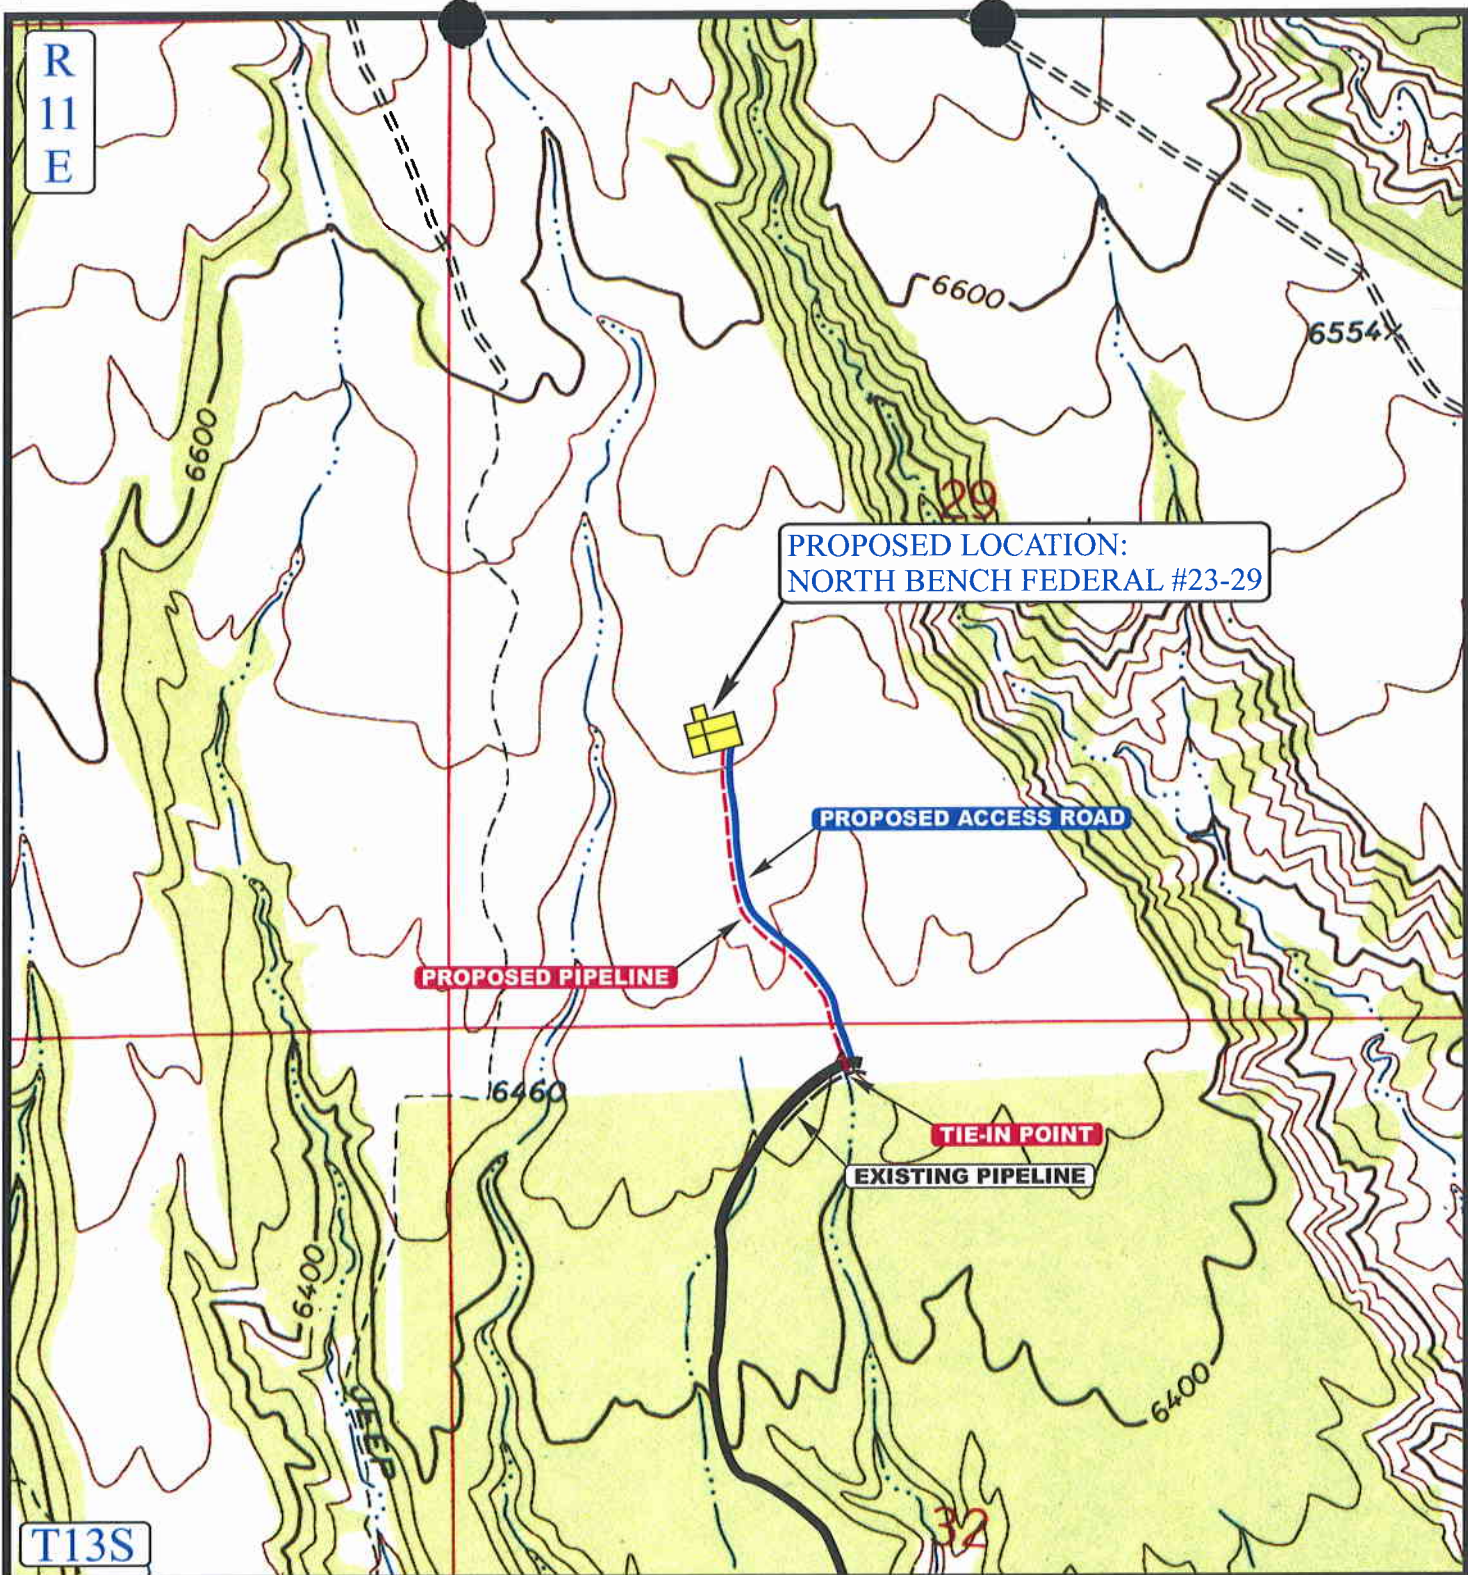 R
11
E
6600
6554
6600
29
PROPOSED LOCATION:
NORTH BENCH FEDERAL #23-29
PROPOSED ACCESS ROAD
PROPOSED PIPELINE
6460
TIE-IN POINT
EXISTING PIPELINE
6400
6400
JEEP
32
T13S